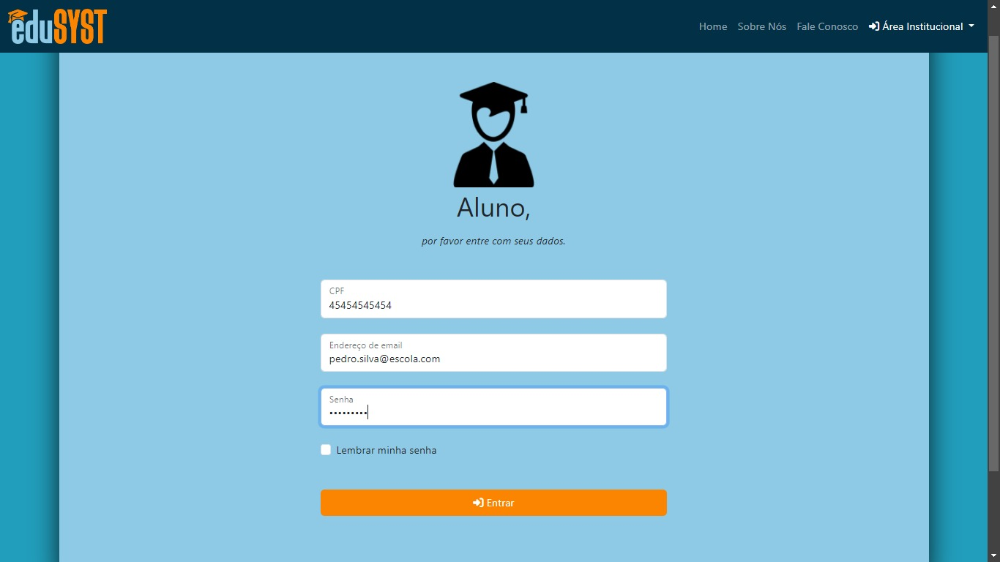 eduSYST
Home Sobre Nós Fale Conosco Área Institucional
Aluno,
por favor entre com seus dados.
CPF
45454545454
Endereço de email
pedro.silva@escola.com
Senha
•••••••••
Lembrar minha senha
Entrar